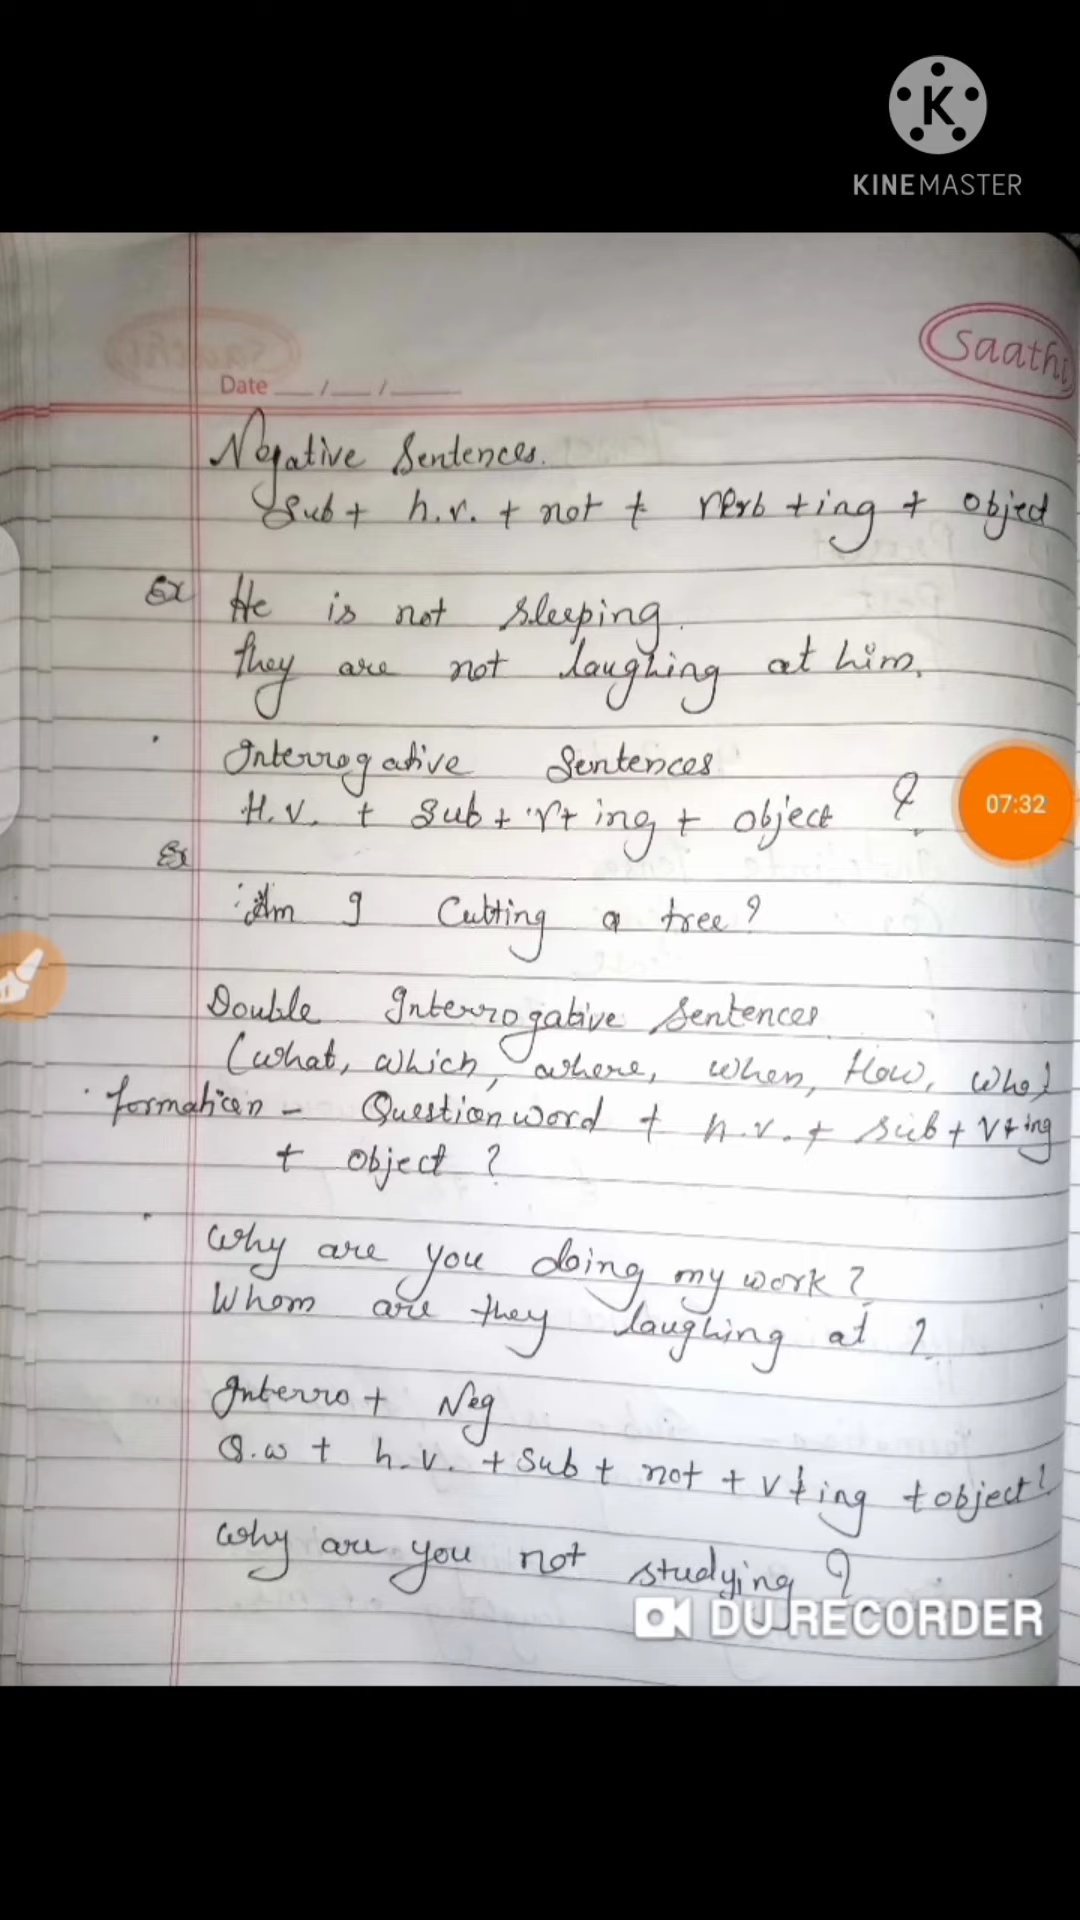 KINEMASTER
saathi
Date __/__/____
Negative Sentences.
Sub + h.v. + not + verb + ing + object
Ex He is not sleeping.
they are not laughing at him.
Interrogative Sentences
H.V. + Sub + V + ing + object ?
Ex
Am I Cutting a tree?
07:32
Double Interrogative Sentences
(what, which, where, when, How, who)
formation - Question word + h.v. + sub + V + ing
+ object ?
Why are you doing my work?
Whom are they laughing at ?
Interro + Neg
Q.w + h.v. + Sub + not + v + ing + object?
Why are you not studying ?
DU RECORDER